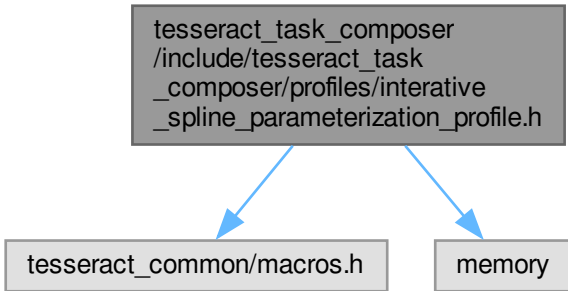 tesseract_task_composer
/include/tesseract_task
_composer/profiles/interative
_spline_parameterization_profile.h
tesseract_common/macros.h
memory